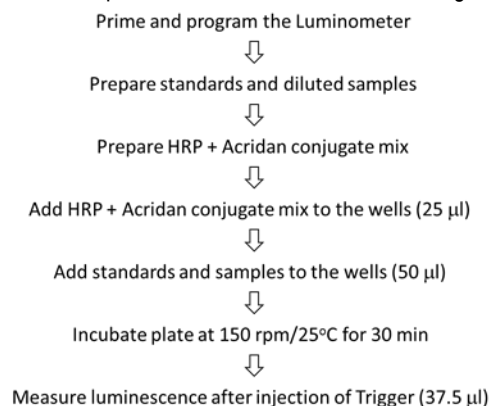 Prime and program the Luminometer
Prepare standards and diluted samples
Prepare HRP + Acridan conjugate mix
Add HRP + Acridan conjugate mix to the wells (25 µl)
Add standards and samples to the wells (50 µl)
Incubate plate at 150 rpm/25°C for 30 min
Measure luminescence after injection of Trigger (37.5 µl)